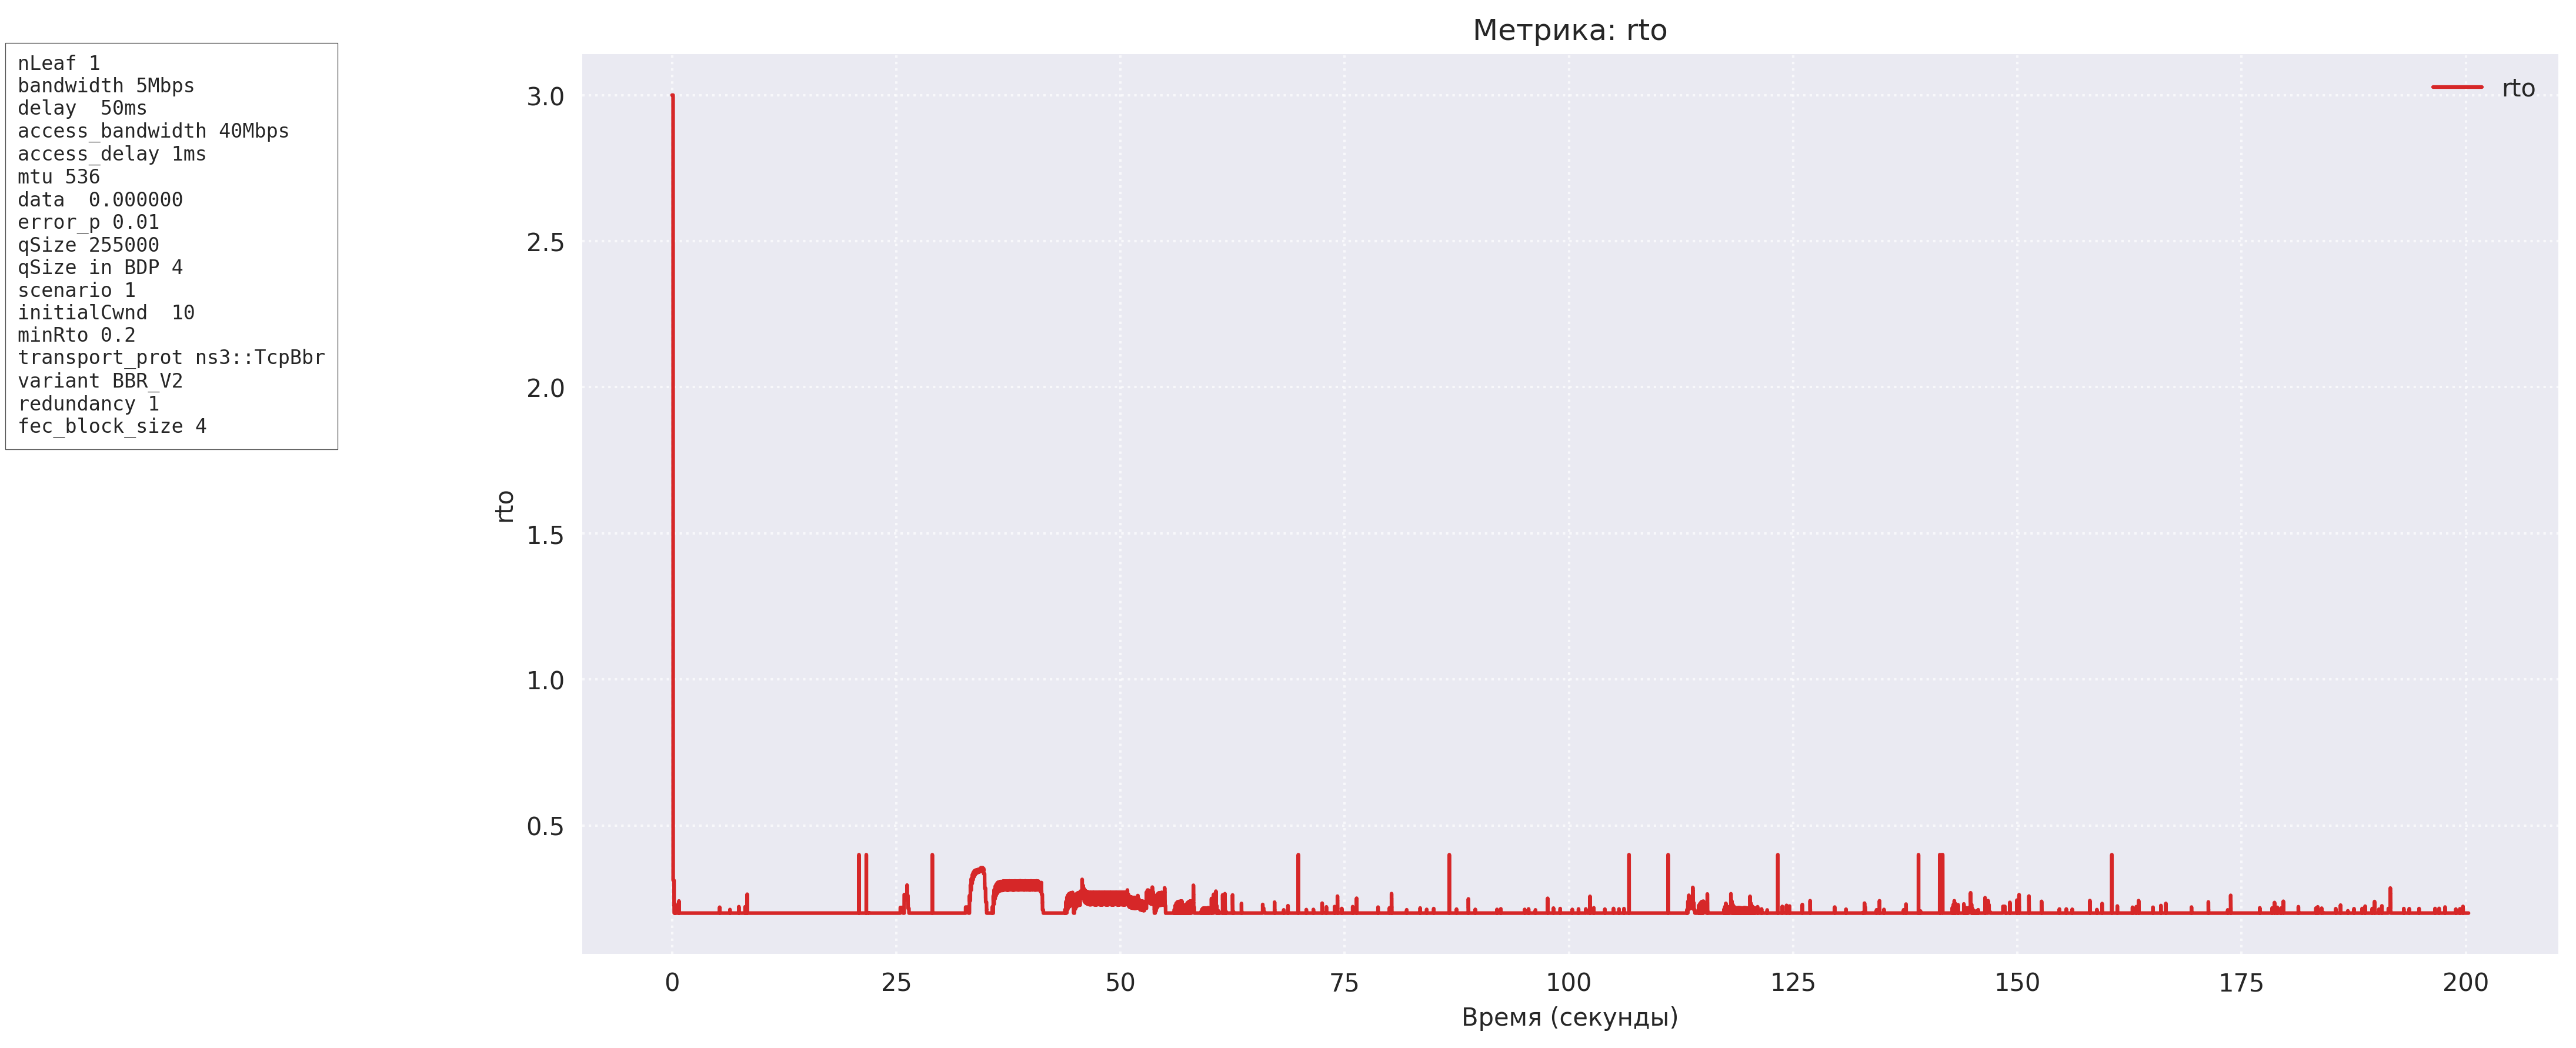 Метрика: rto
nLeaf 1
bandwidth 5Mbps
delay  50ms
access_bandwidth 40Mbps
access_delay 1ms
mtu 536
data  0.000000
error_p 0.01
qSize 255000
qSize in BDP 4
scenario 1
initialCwnd  10
minRto 0.2
transport_prot ns3::TcpBbr
variant BBR_V2
redundancy 1
fec_block_size 4
rto
3.0
2.5
2.0
1.5
1.0
0.5
rto
0 25 50 75 100 125 150 175 200
Время (секунды)